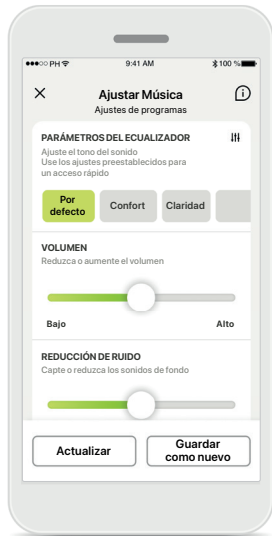 PH 9:41 AM 100 %
Ajustar Música
Ajustes de programas
PARÁMETROS DEL ECUALIZADOR
Ajuste el tono del sonido
Use los ajustes preestablecidos para
un acceso rápido
Por
defecto
Confort
Claridad
VOLUMEN
Reduzca o aumente el volumen
Bajo Alto
REDUCCIÓN DE RUIDO
Capte o reduzca los sonidos de fondo
Actualizar
Guardar
como nuevo